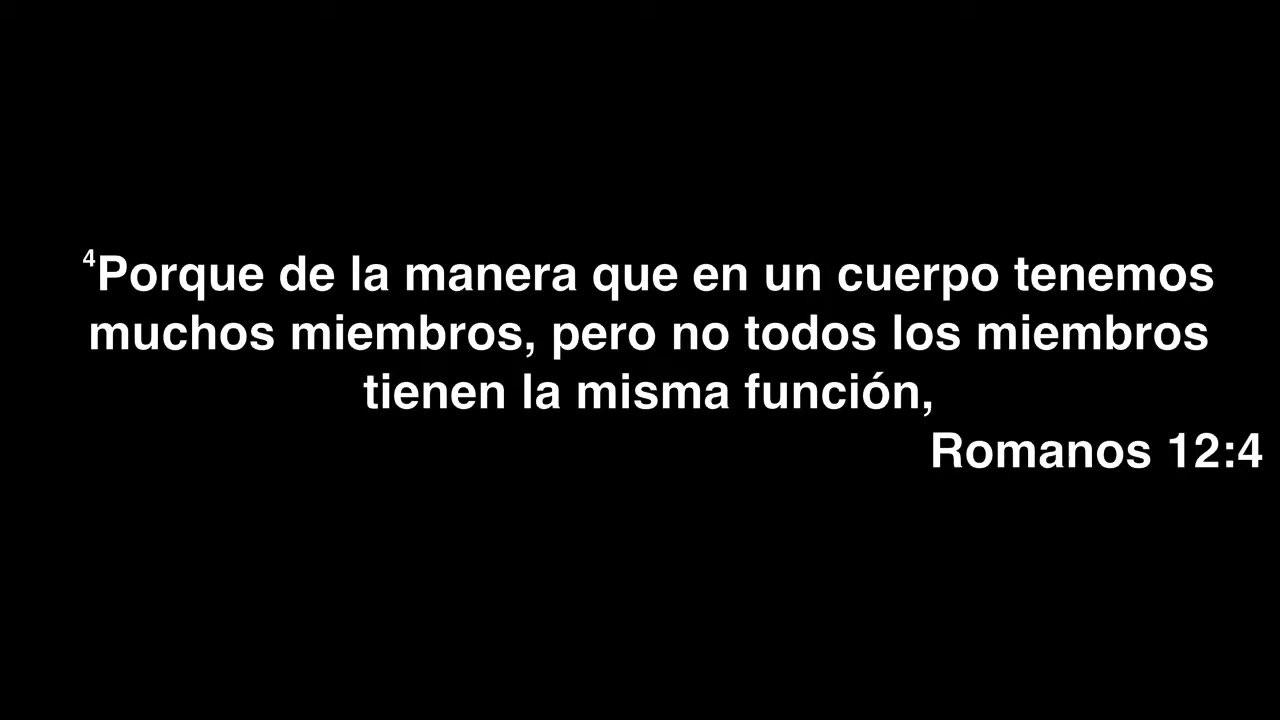 ⁴Porque de la manera que en un cuerpo tenemos
muchos miembros, pero no todos los miembros
tienen la misma función,
Romanos 12:4